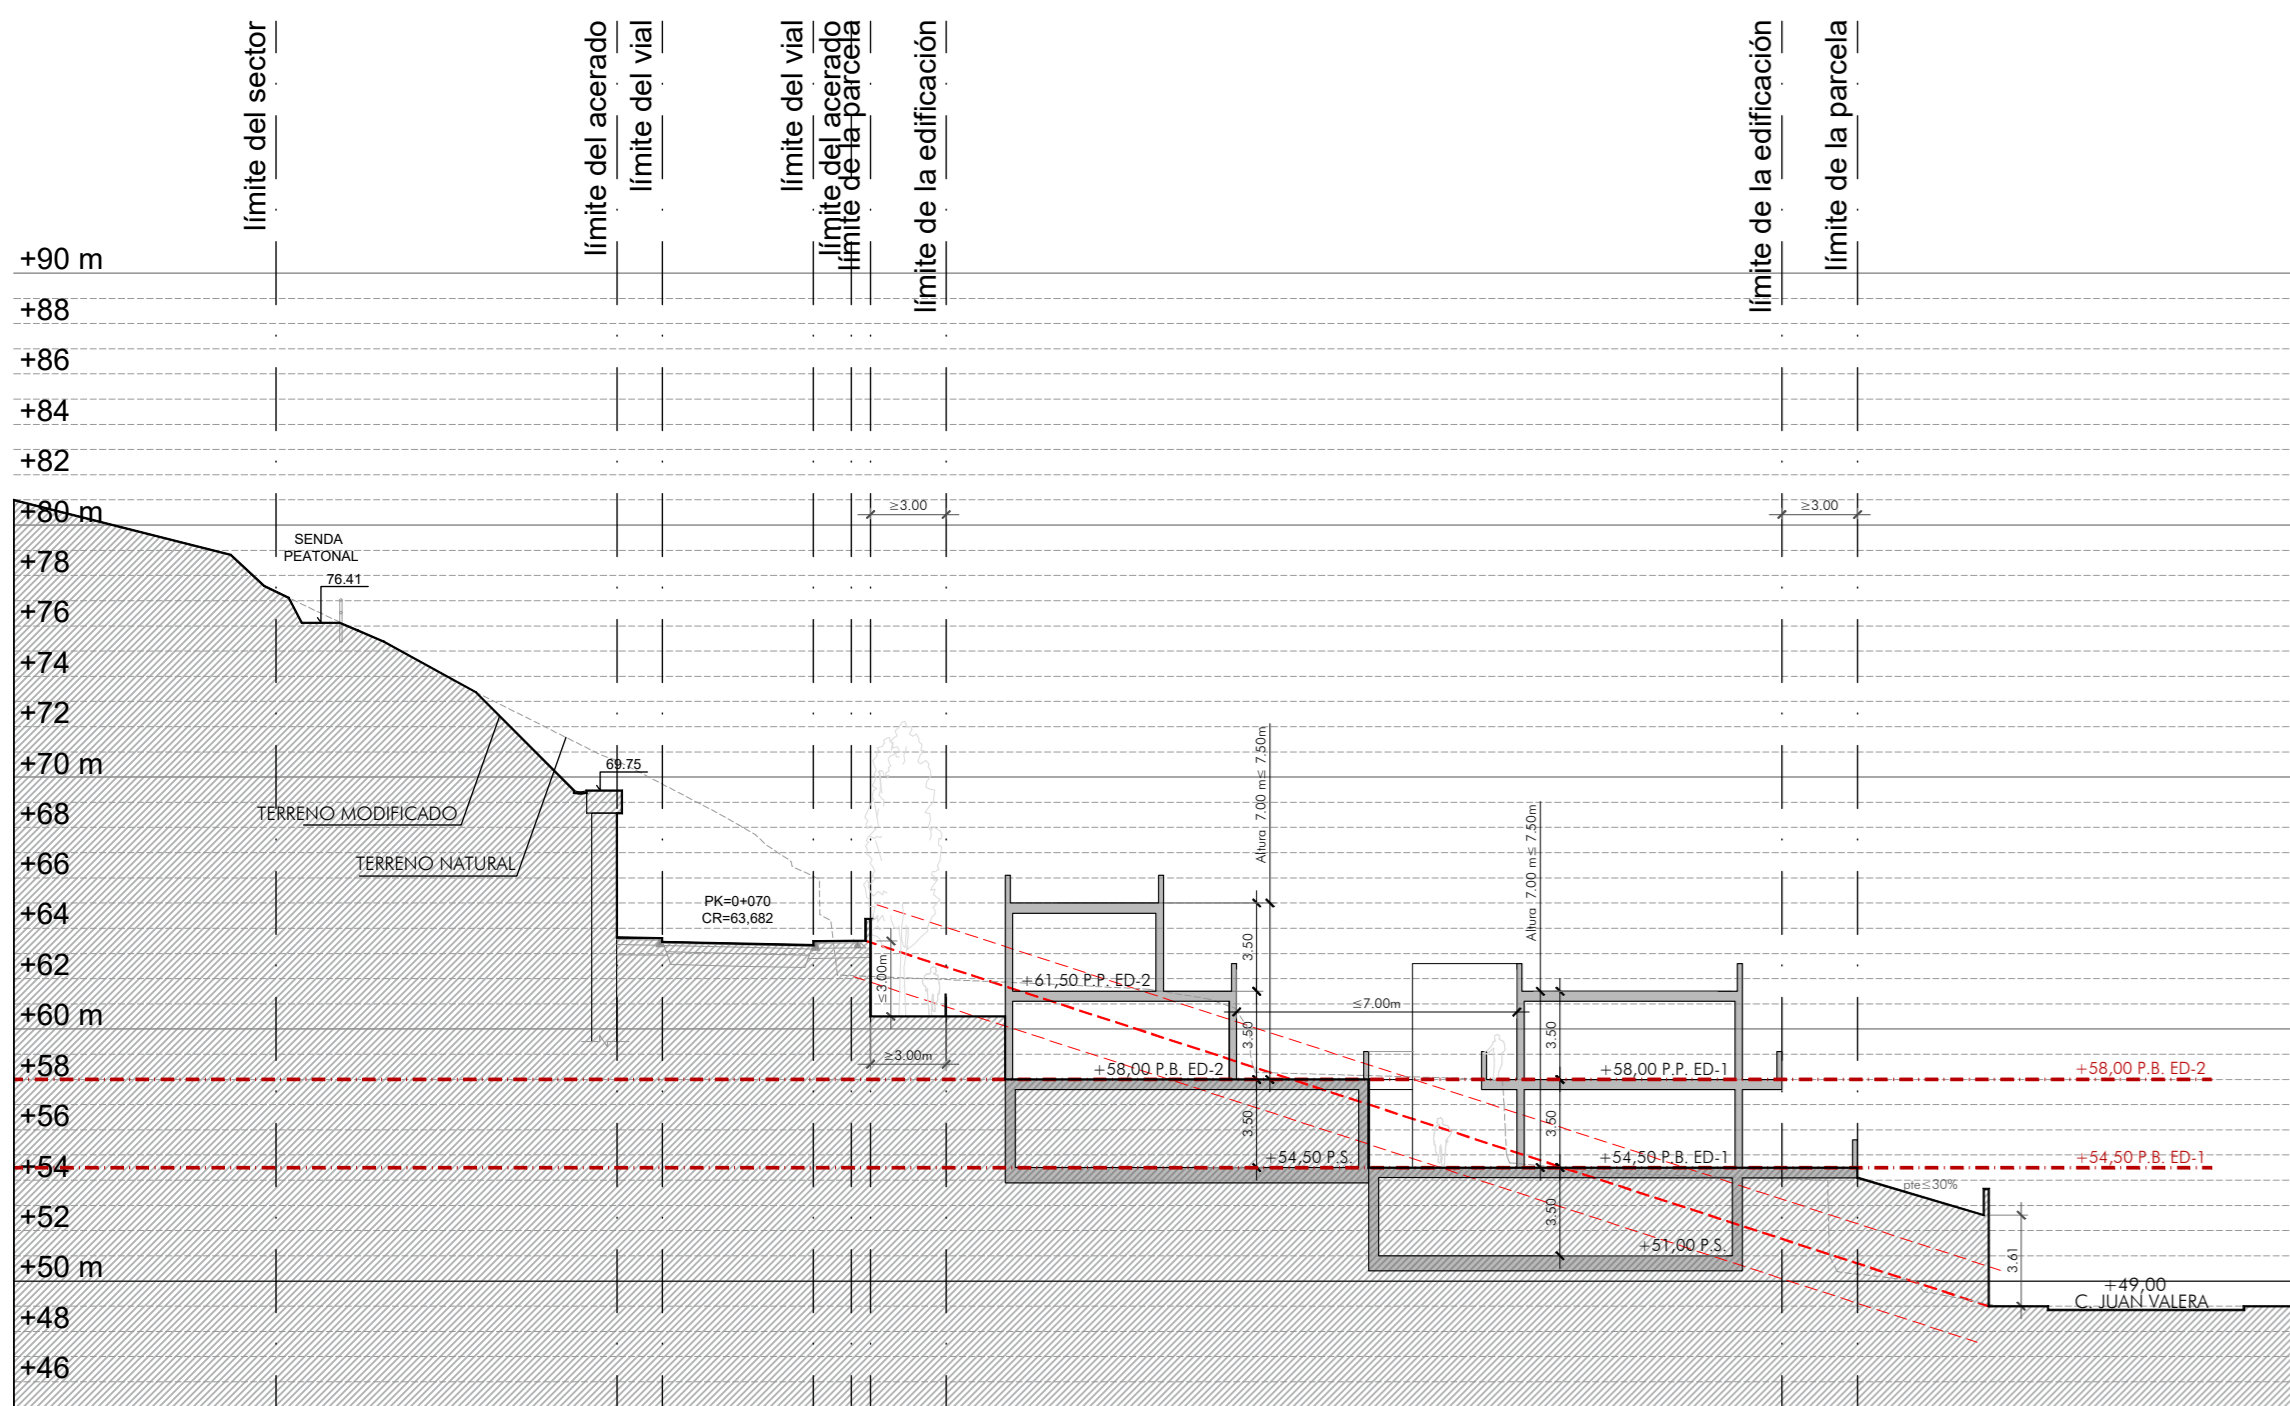 límite del sector
límite del acerado
límite del vial
límite del vial
límite del acerado
límite de la parcela
límite de la edificación
límite de la edificación
límite de la parcela
+90 m
+88
+86
+84
+82
+80 m
≥3.00
≥3.00
SENDA
PEATONAL
76.41
+78
+76
+74
+72
+70 m
69.75
TERRENO MODIFICADO
+68
TERRENO NATURAL
+66
Altura 7.00 m≤ 7.50m
Altura 7.00 m≤ 7.50m
PK=0+070
CR=63,682
+64
3.50
+62
≤3.00m
+61,50 P.P. ED-2
≤7.00m
+60 m
3.50
3.50
≥3.00m
+58
+58,00 P.B. ED-2
+58,00 P.P. ED-1
+58,00 P.B. ED-2
+56
3.50
3.50
+54
+54,50 P.S.
+54,50 P.B. ED-1
+54,50 P.B. ED-1
pte≤30%
+52
3.50
+51,00 P.S.
3.61
+50 m
+49,00
C. JUAN VALERA
+48
+46